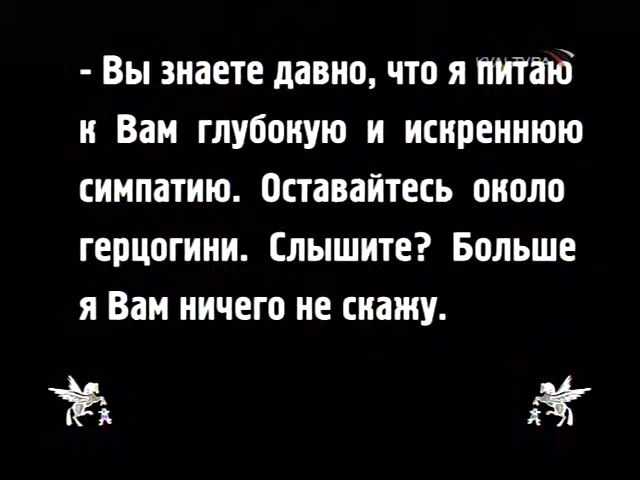 - Вы знаете давно, что я питаю
к Вам глубокую и искреннюю
симпатию. Оставайтесь около
герцогини. Слышите? Больше
я Вам ничего не скажу.